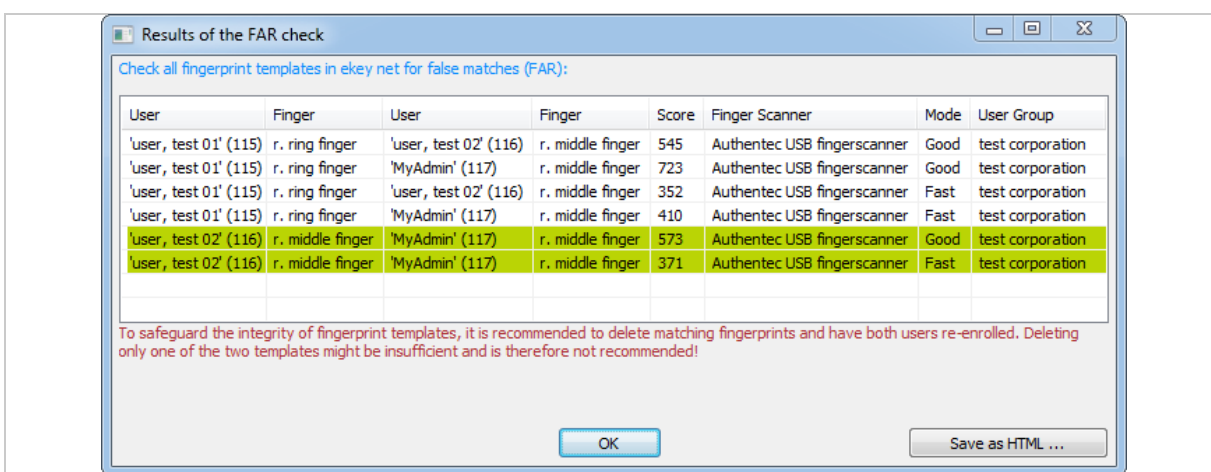 Results of the FAR check
Check all fingerprint templates in ekey net for false matches (FAR):
User Finger User Finger Score Finger Scanner Mode User Group
'user, test 01' (115) r. ring finger 'user, test 02' (116) r. middle finger 545 Authentec USB fingerscanner Good test corporation
'user, test 01' (115) r. ring finger 'MyAdmin' (117) r. middle finger 723 Authentec USB fingerscanner Good test corporation
'user, test 01' (115) r. ring finger 'user, test 02' (116) r. middle finger 352 Authentec USB fingerscanner Fast test corporation
'user, test 01' (115) r. ring finger 'MyAdmin' (117) r. middle finger 410 Authentec USB fingerscanner Fast test corporation
'user, test 02' (116) r. middle finger 'MyAdmin' (117) r. middle finger 573 Authentec USB fingerscanner Good test corporation
'user, test 02' (116) r. middle finger 'MyAdmin' (117) r. middle finger 371 Authentec USB fingerscanner Fast test corporation
To safeguard the integrity of fingerprint templates, it is recommended to delete matching fingerprints and have both users re-enrolled. Deleting
only one of the two templates might be insufficient and is therefore not recommended!
OK Save as HTML ...